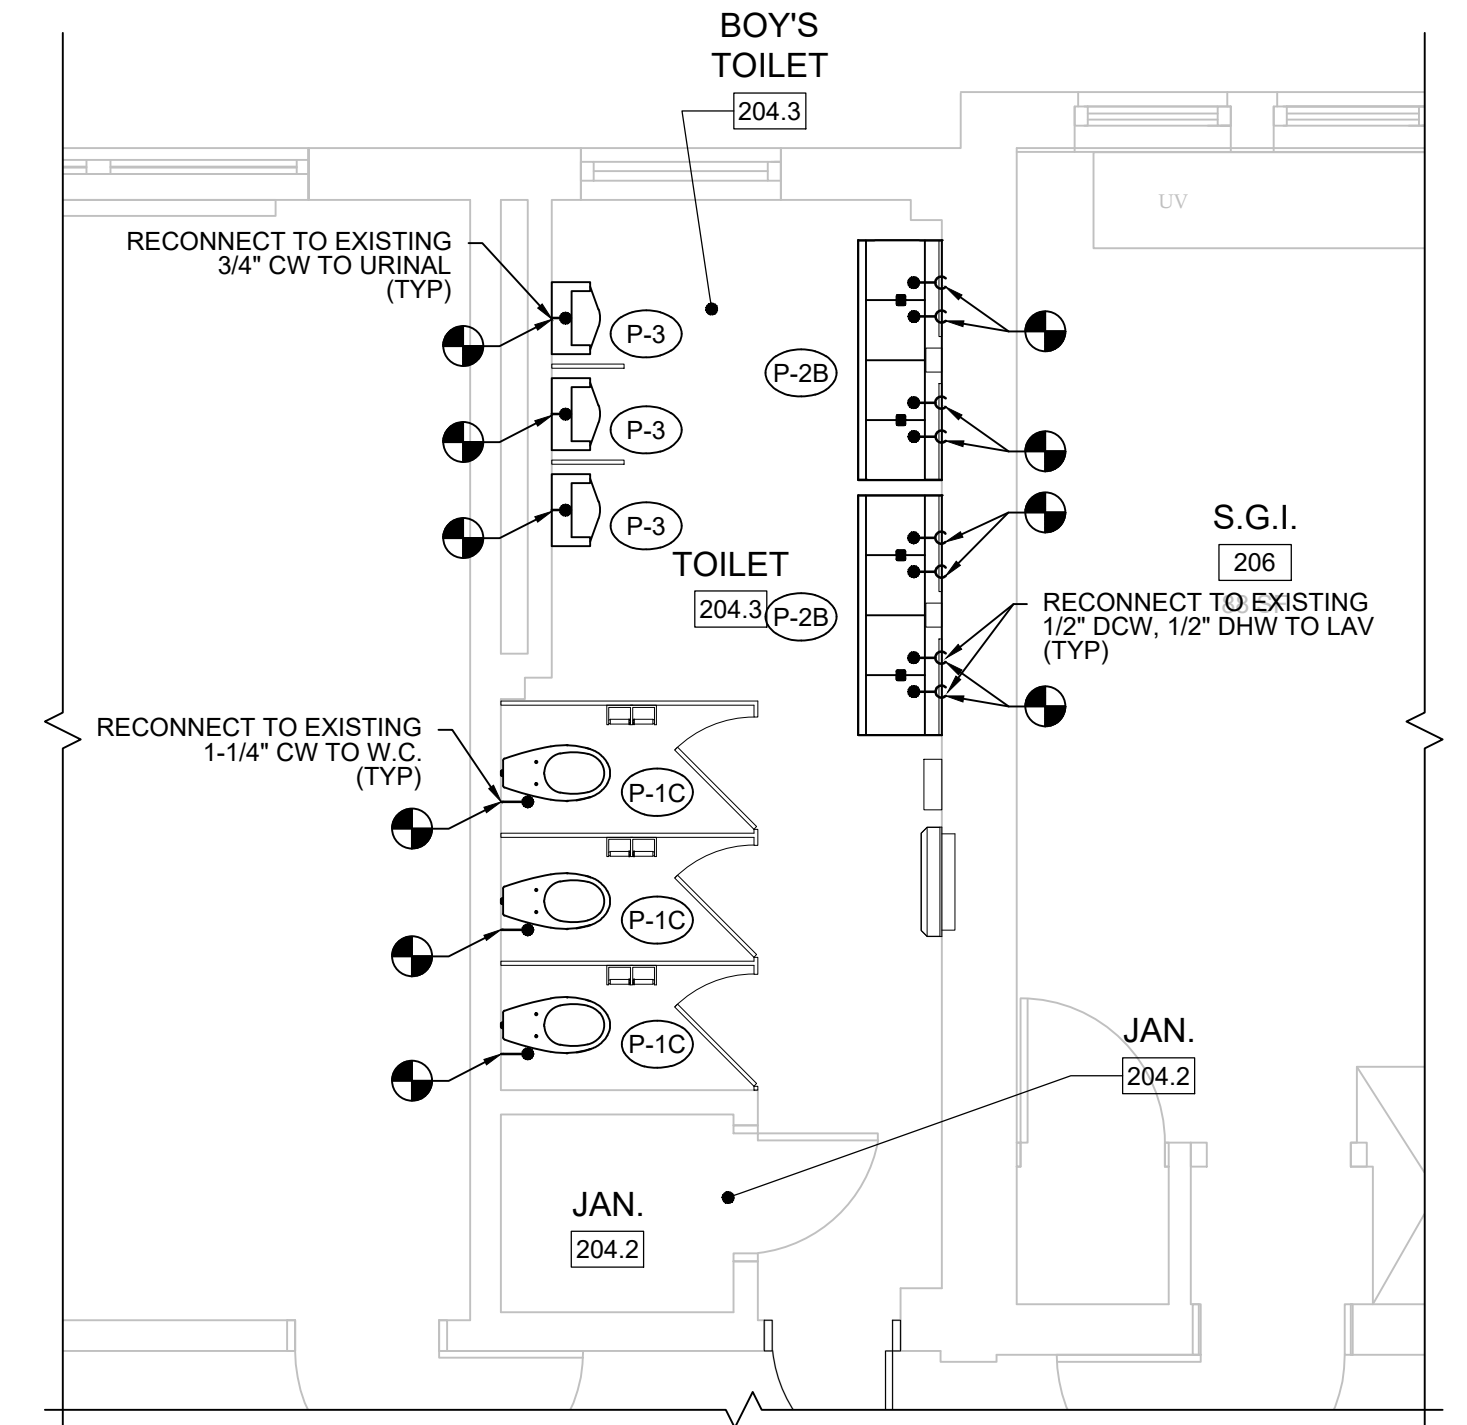 BOY'S
TOILET
204.3
UV
RECONNECT TO EXISTING
3/4" CW TO URINAL
(TYP)
P-3
P-2B
P-3
P-3
S.G.I.
206
TOILET
204.3
P-2B
RECONNECT TO EXISTING
1/2" DCW, 1/2" DHW TO LAV
(TYP)
RECONNECT TO EXISTING
1-1/4" CW TO W.C.
(TYP)
P-1C
P-1C
P-1C
JAN.
204.2
JAN.
204.2